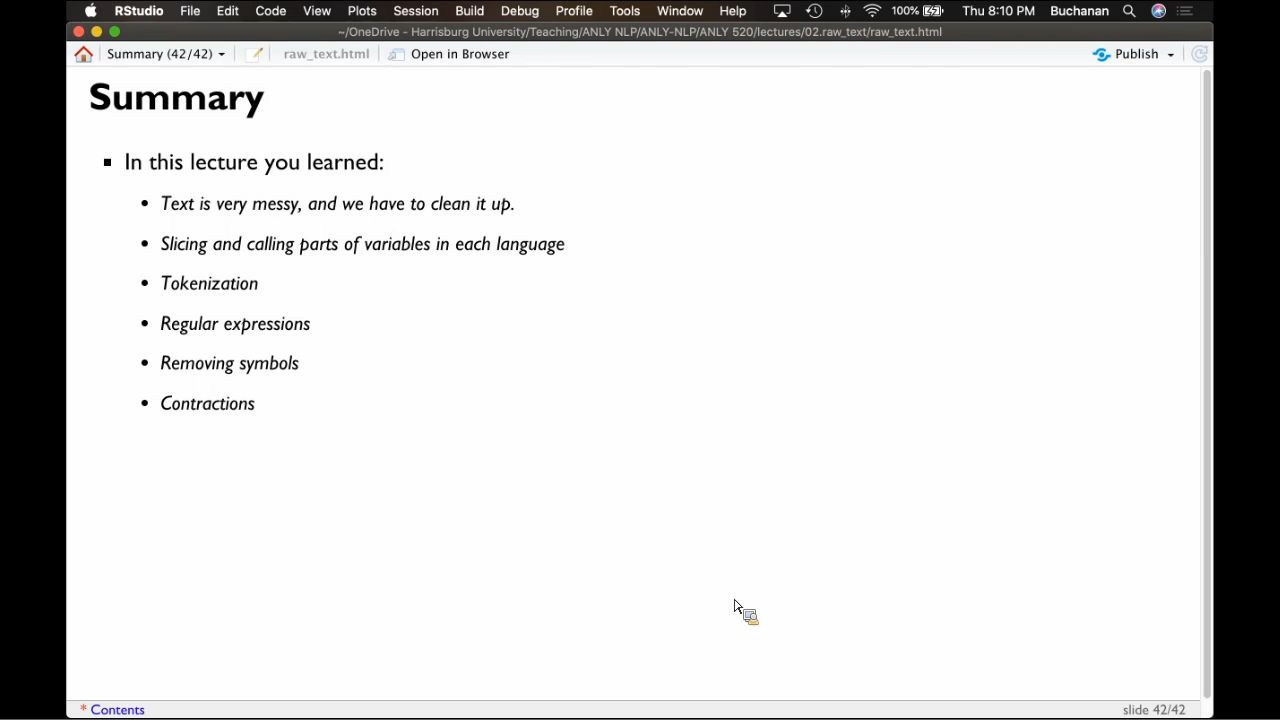 RStudio File Edit Code View Plots Session Build Debug Profile Tools Window Help 100% Thu 8:10 PM Buchanan
~/OneDrive - Harrisburg University/Teaching/ANLY NLP/ANLY-NLP/ANLY 520/lectures/02.raw_text/raw_text.html
Summary (42/42) raw_text.html Open in Browser Publish
Summary
In this lecture you learned:
Text is very messy, and we have to clean it up.
Slicing and calling parts of variables in each language
Tokenization
Regular expressions
Removing symbols
Contractions
* Contents slide 42/42